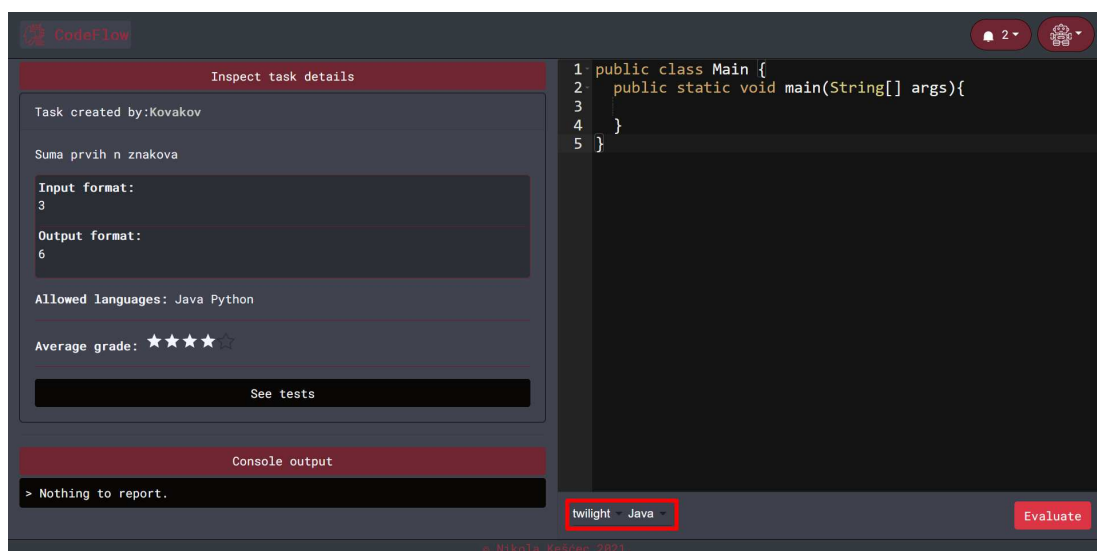 CodeFlow
2
Inspect task details
Task created by:Kovakov
Suma prvih n znakova
Input format:
3
Output format:
6
Allowed languages: Java Python
Average grade:
See tests
Console output
> Nothing to report.
1 public class Main {
2 public static void main(String[] args){
3
4 }
5 }
twilight Java
Evaluate
© Nikola 2021